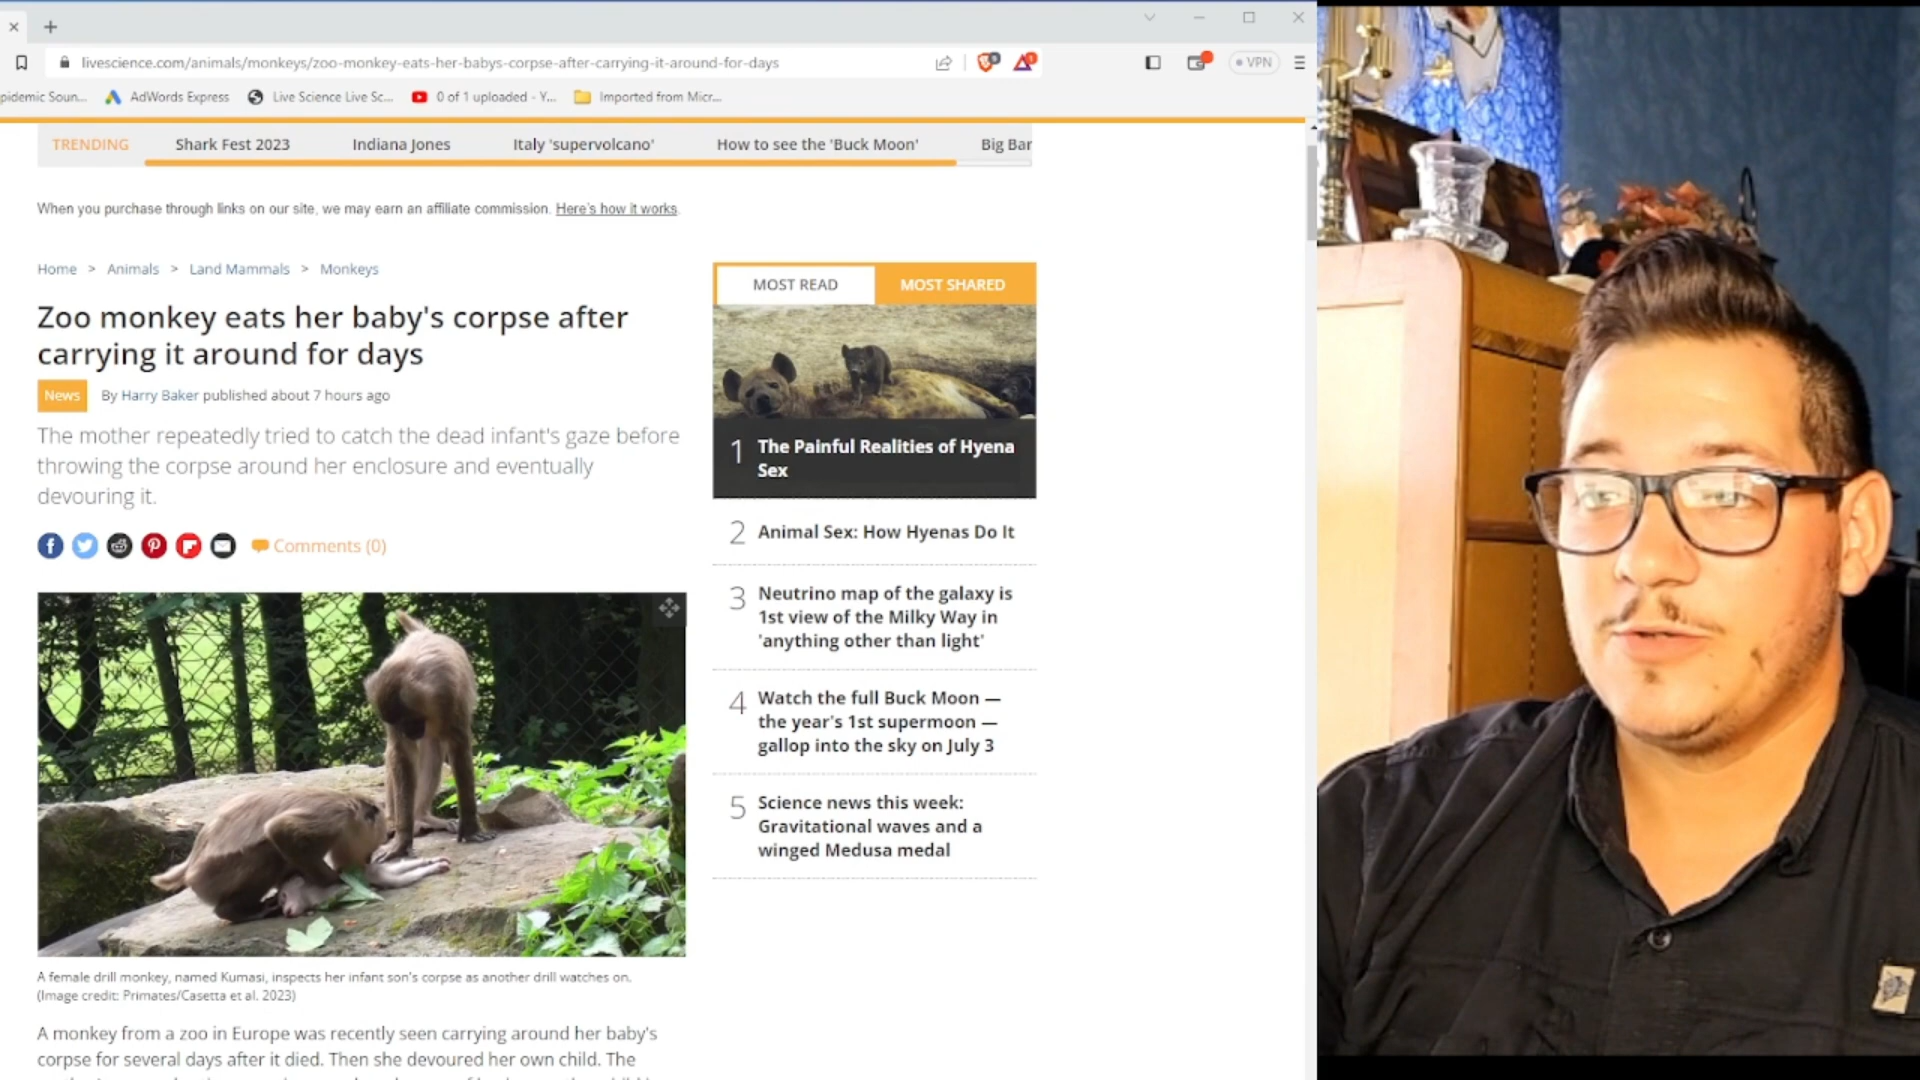 livescience.com/animals/monkeys/zoo-monkey-eats-her-babys-corpse-after-carrying-it-around-for-days
VPN
pidemic Soun...
AdWords Express
Live Science Live Sc...
0 of 1 uploaded - Y...
Imported from Micr...
TRENDING
Shark Fest 2023
Indiana Jones
Italy 'supervolcano'
How to see the 'Buck Moon'
Big Bar
When you purchase through links on our site, we may earn an affiliate commission. Here's how it works.
Home > Animals > Land Mammals > Monkeys
Zoo monkey eats her baby's corpse after
carrying it around for days
News By Harry Baker published about 7 hours ago
The mother repeatedly tried to catch the dead infant's gaze before
throwing the corpse around her enclosure and eventually
devouring it.
Comments (0)
A female drill monkey, named Kumasi, inspects her infant son's corpse as another drill watches on.
(Image credit: Primates/Casetta et al. 2023)
A monkey from a zoo in Europe was recently seen carrying around her baby's
corpse for several days after it died. Then she devoured her own child. The
MOST READ
MOST SHARED
1 The Painful Realities of Hyena
Sex
2 Animal Sex: How Hyenas Do It
3 Neutrino map of the galaxy is
1st view of the Milky Way in
'anything other than light'
4 Watch the full Buck Moon —
the year's 1st supermoon —
gallop into the sky on July 3
5 Science news this week:
Gravitational waves and a
winged Medusa medal